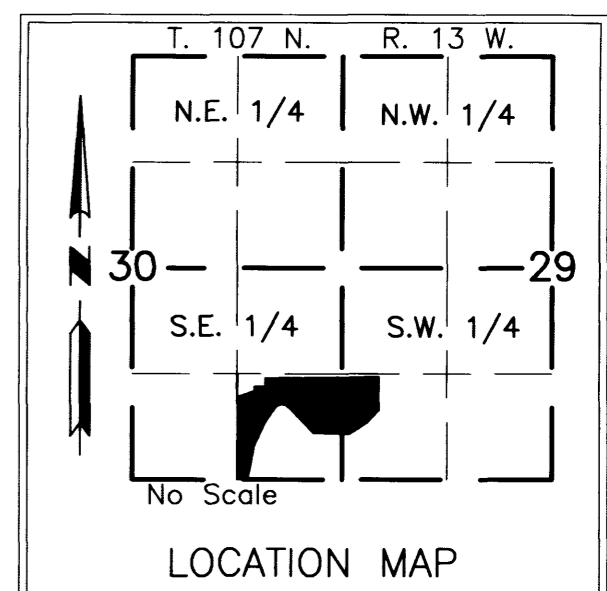 T. 107 N. R. 13 W.
N.E. 1/4 N.W. 1/4
N 30 29
S.E. 1/4 S.W. 1/4
No Scale
LOCATION MAP